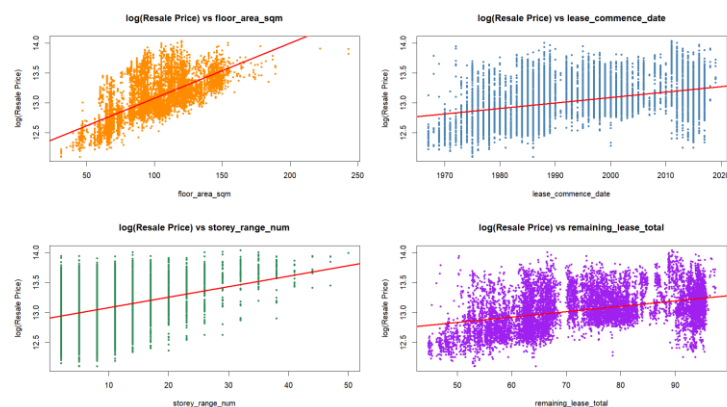 log(Resale Price) vs floor_area_sqm
log(Resale Price)
12.5 13.0 13.5 14.0
50 100 150 200 250
floor_area_sqm
log(Resale Price) vs lease_commence_date
log(Resale Price)
12.5 13.0 13.5 14.0
1970 1980 1990 2000 2010 2020
lease_commence_date
log(Resale Price) vs storey_range_num
log(Resale Price)
12.5 13.0 13.5 14.0
10 20 30 40 50
storey_range_num
log(Resale Price) vs remaining_lease_total
log(Resale Price)
12.5 13.0 13.5 14.0
50 60 70 80 90
remaining_lease_total